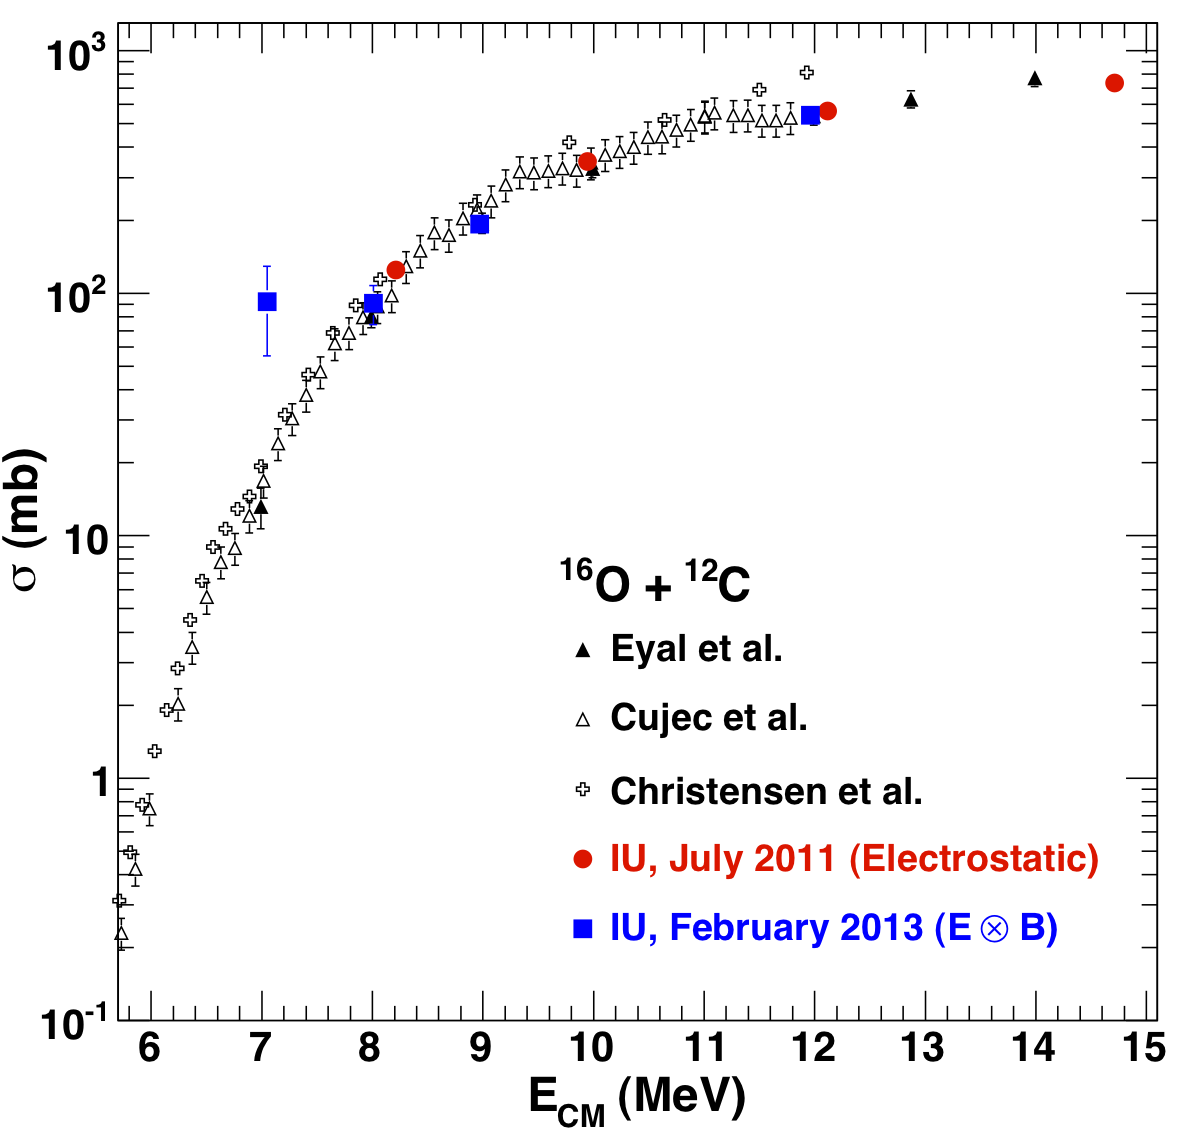 10³
10²
10
1
10⁻¹
σ (mb)
¹⁶O + ¹²C
Eyal et al.
Cujec et al.
Christensen et al.
IU, July 2011 (Electrostatic)
IU, February 2013 (E ⊗ B)
6 7 8 9 10 11 12 13 14 15
E_CM (MeV)